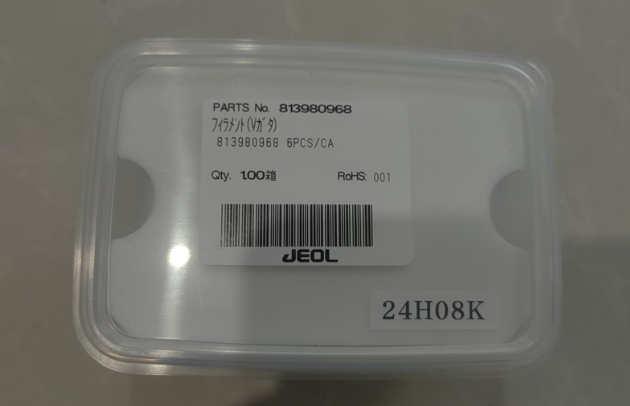 PARTS No. 813980968
ﾌｨﾗﾒﾝﾄ(Vｶﾞﾀ)
813980968 6PCS/CA
Qty. 1.00箱 RoHS: 001
JEOL
24H08K